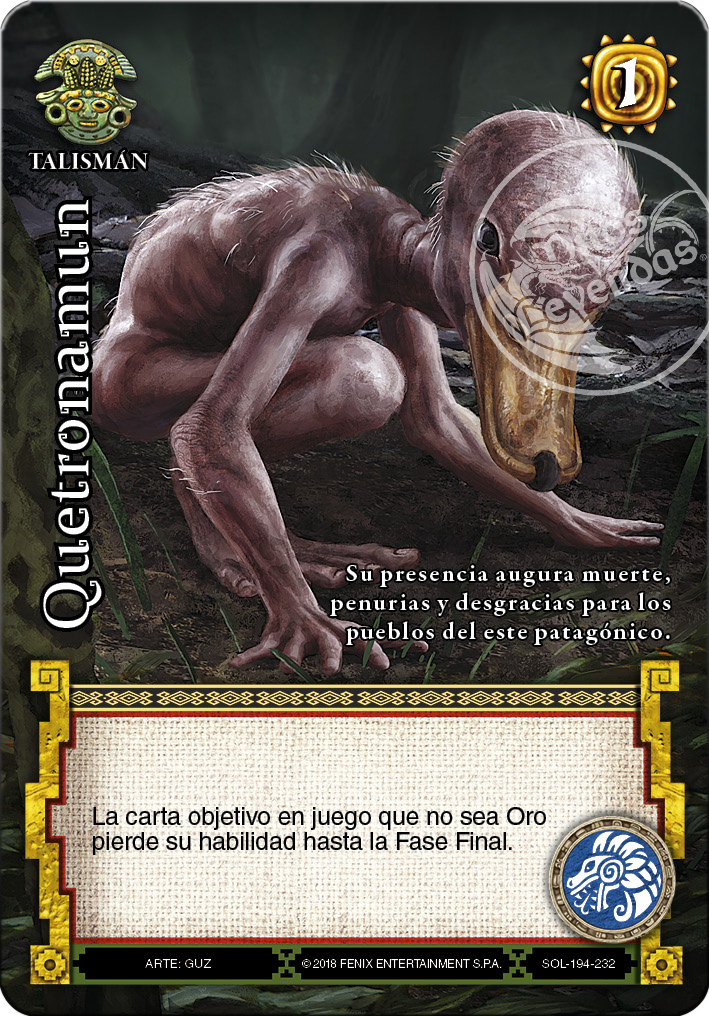 TALISMÁN
1
Mitos
y
Leyendas
Quetronamun
Su presencia augura muerte,
penurias y desgracias para los
pueblos del este patagónico.
La carta objetivo en juego que no sea Oro
pierde su habilidad hasta la Fase Final.
ARTE: GUZ
©2018 FENIX ENTERTAINMENT S.P.A.
SOL-194-232